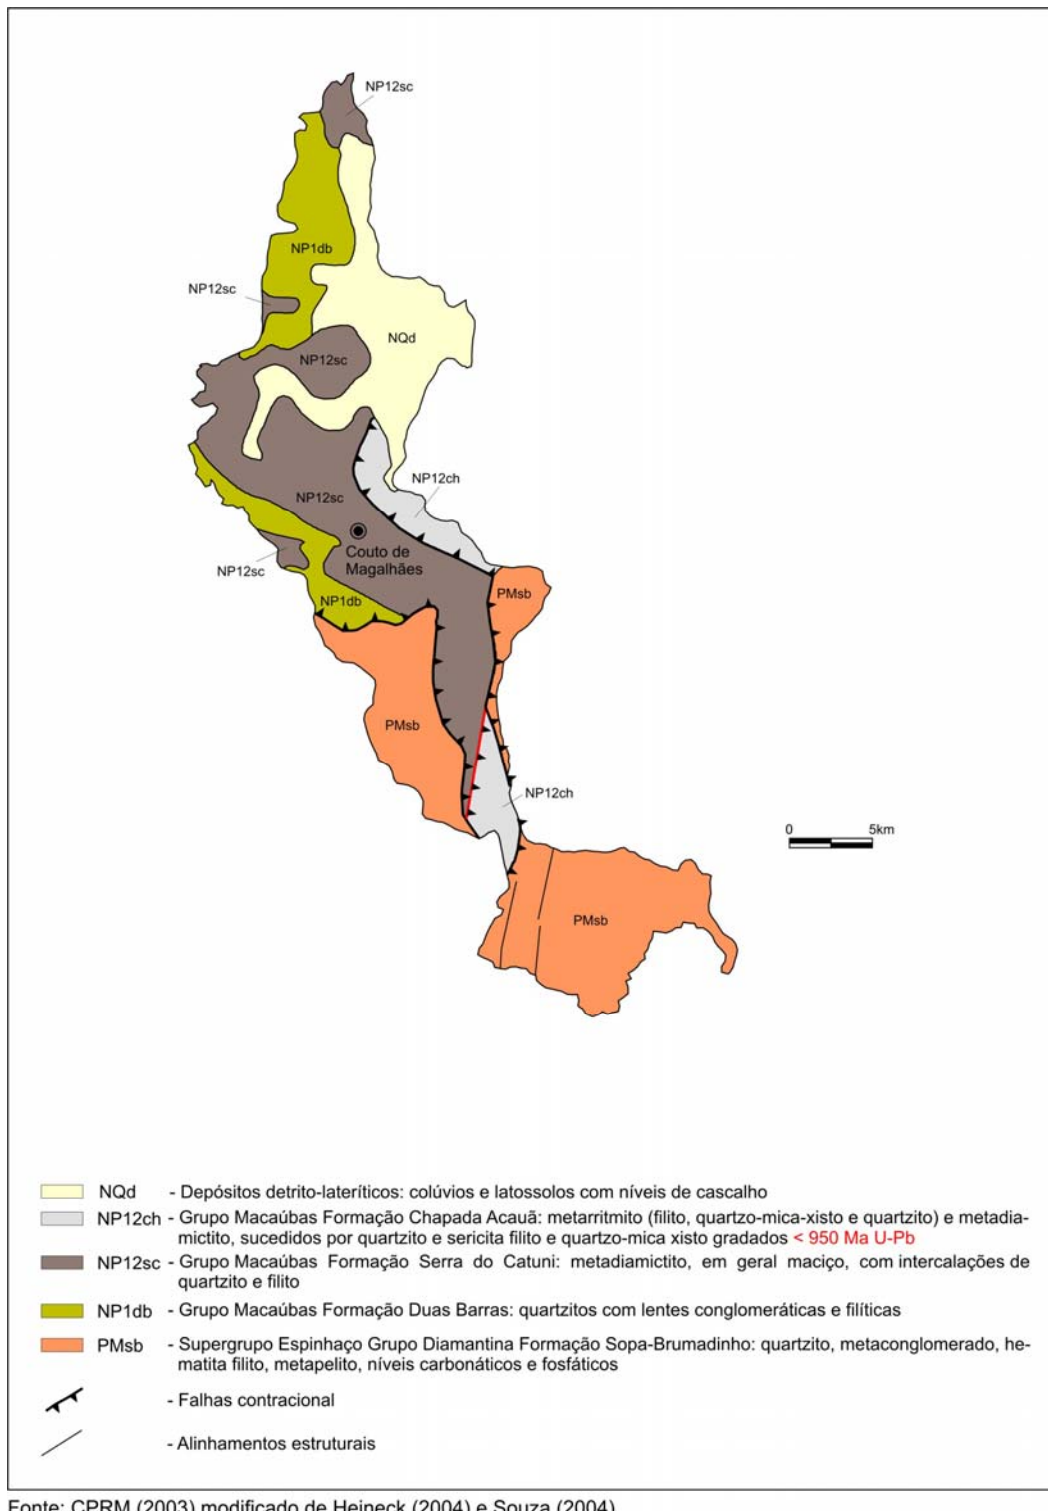 NP12sc
NP1db
NP12sc
NQd
NP12sc
NP12ch
NP12sc
Couto de
Magalhães
NP12sc
PMsb
NP1db
PMsb
NP12ch
0 5km
PMsb
NQd - Depósitos detrito-lateríticos: colúvios e latossolos com níveis de cascalho
NP12ch - Grupo Macaúbas Formação Chapada Acauã: metarritmito (filito, quartzo-mica-xisto e quartzito) e metadia-
mictito, sucedidos por quartzito e sericita filito e quartzo-mica xisto gradados < 950 Ma U-Pb
NP12sc - Grupo Macaúbas Formação Serra do Catuni: metadiamictito, em geral maciço, com intercalações de
quartzito e filito
NP1db - Grupo Macaúbas Formação Duas Barras: quartzitos com lentes conglomeráticas e filíticas
PMsb - Supergrupo Espinhaço Grupo Diamantina Formação Sopa-Brumadinho: quartzito, metaconglomerado, he-
matita filito, metapelito, níveis carbonáticos e fosfáticos
- Falhas contracional
- Alinhamentos estruturais
Fonte: CPRM (2003) modificado de Heineck (2004) e Souza (2004)